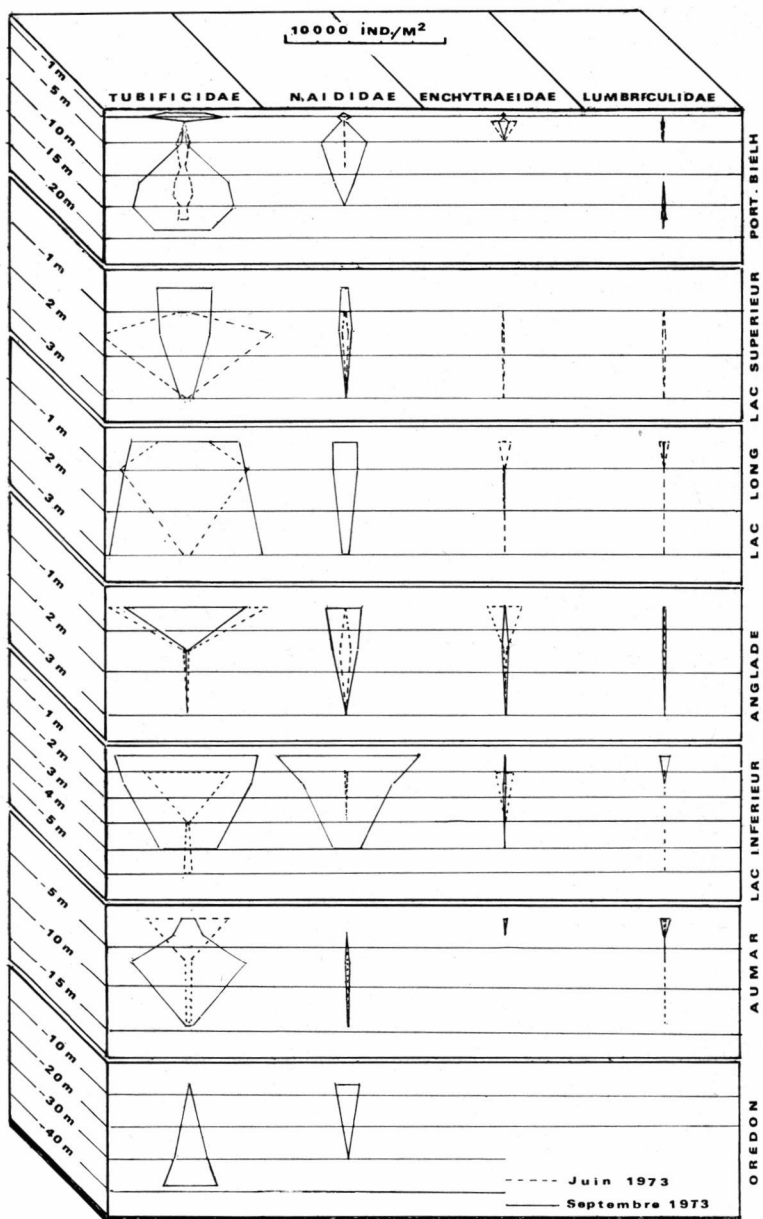 10000 iND./M²
TUBIFICIDAE NAIDIDAE ENCHYTRAEIDAE LUMBRICULIDAE
-1m
-5m
-10m
-15m
-20m
PORT. BIELH
-1m
-2m
-3m
LAC SUPERIEUR
-1m
-2m
-3m
LAC LONG
-1m
-2m
-3m
ANGLADE
-1m
-2m
-3m
-4m
-5m
LAC INFERIEUR
-5m
-10m
-15m
AUMAR
-10m
-20m
-30m
-40m
OREDON
Juin 1973
Septembre 1973